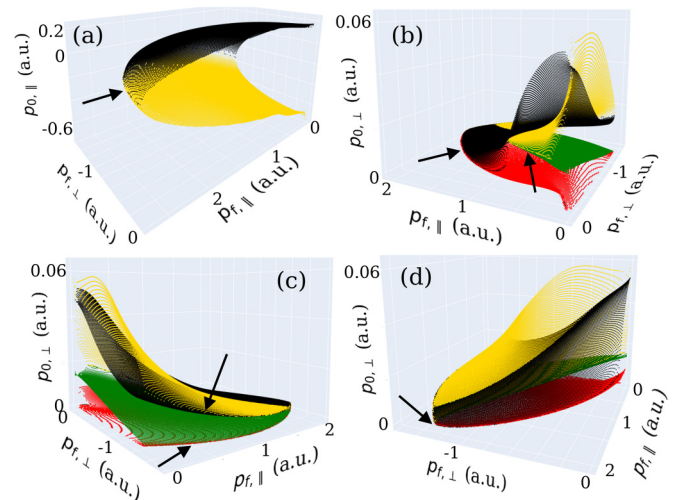 (a)
0.2
0
-0.6
p0,∥ (a.u.)
-1
0
pf,⊥ (a.u.)
2
1
0
pf,∥ (a.u.)
(b)
0.06
0
p0,⊥ (a.u.)
2
1
0
pf,∥ (a.u.)
-1
0
pf,⊥ (a.u.)
(c)
0.06
0
p0,⊥ (a.u.)
-1
0
pf,⊥ (a.u.)
0
1
2
pf,∥ (a.u.)
(d)
0.06
0
p0,⊥ (a.u.)
-1
0
pf,⊥ (a.u.)
0
1
2
pf,∥ (a.u.)